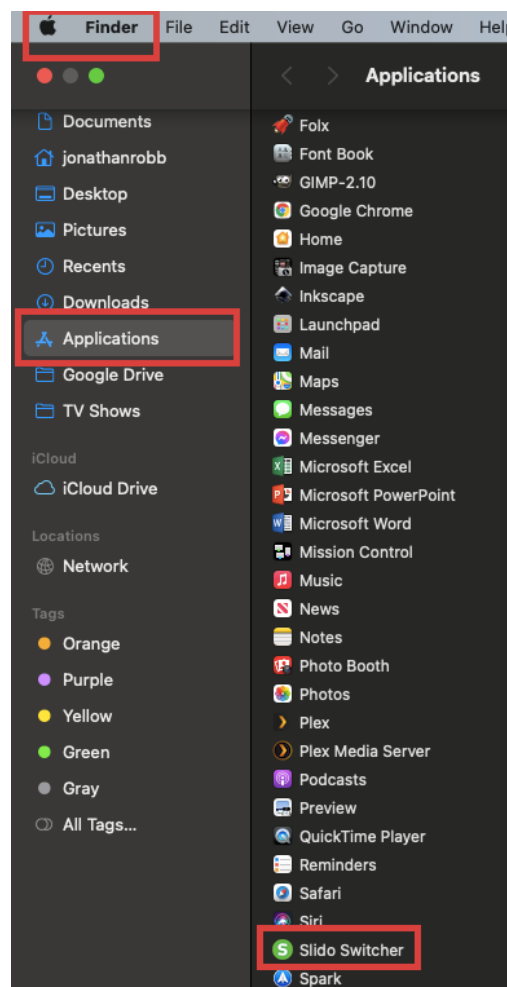 Finder File Edit View Go Window Help
Applications
Documents
jonathanrobb
Desktop
Pictures
Recents
Downloads
Applications
Google Drive
TV Shows
iCloud
iCloud Drive
Locations
Network
Tags
Orange
Purple
Yellow
Green
Gray
All Tags...
Folx
Font Book
GIMP-2.10
Google Chrome
Home
Image Capture
Inkscape
Launchpad
Mail
Maps
Messages
Messenger
Microsoft Excel
Microsoft PowerPoint
Microsoft Word
Mission Control
Music
News
Notes
Photo Booth
Photos
Plex
Plex Media Server
Podcasts
Preview
QuickTime Player
Reminders
Safari
Siri
Slido Switcher
Spark